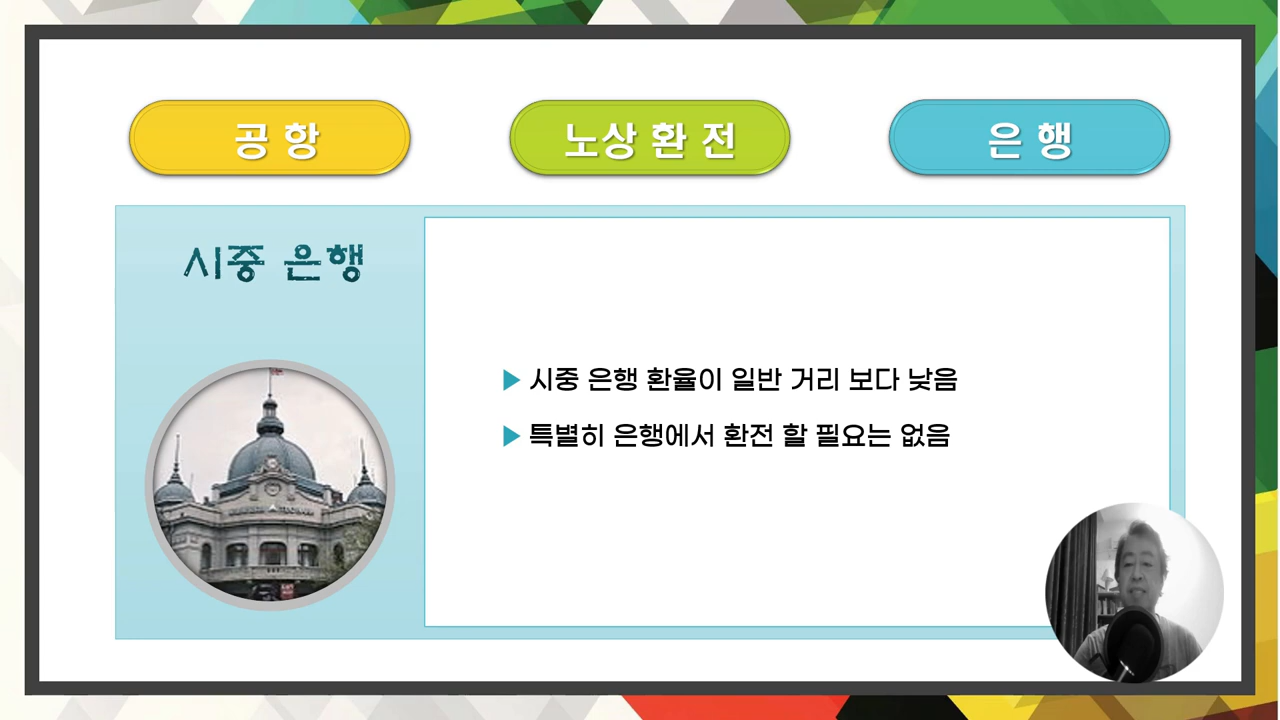 공 항
노상 환 전
은 행
시중 은행
시중 은행 환율이 일반 거리 보다 낮음
특별히 은행에서 환전 할 필요는 없음